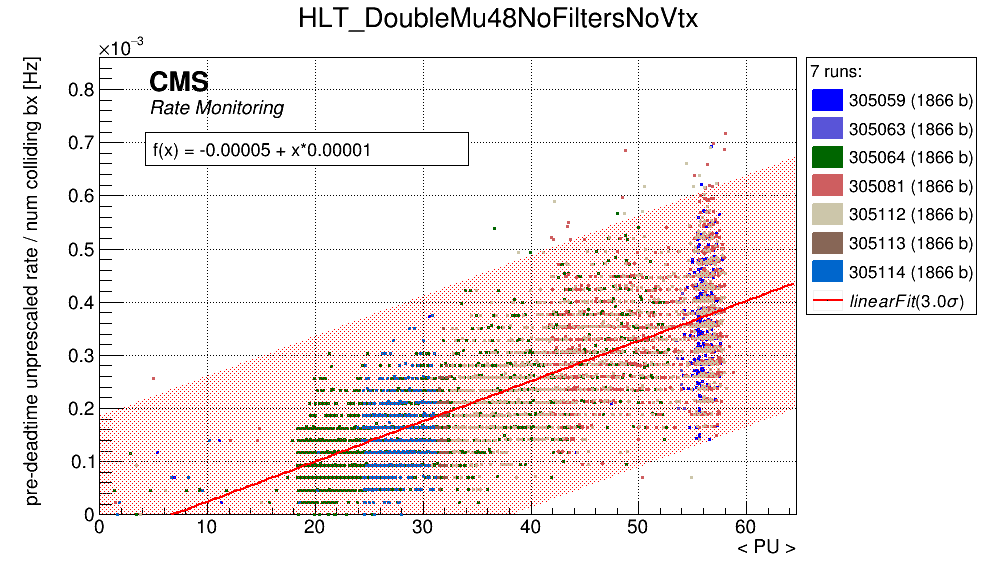 HLT_DoubleMu48NoFiltersNoVtx
×10⁻³
pre-deadtime unprescaled rate / num colliding bx [Hz]
CMS
Rate Monitoring
f(x) = -0.00005 + x*0.00001
0.8
0.7
0.6
0.5
0.4
0.3
0.2
0.1
0
0 10 20 30 40 50 60
< PU >
7 runs:
305059 (1866 b)
305063 (1866 b)
305064 (1866 b)
305081 (1866 b)
305112 (1866 b)
305113 (1866 b)
305114 (1866 b)
linearFit(3.0σ)